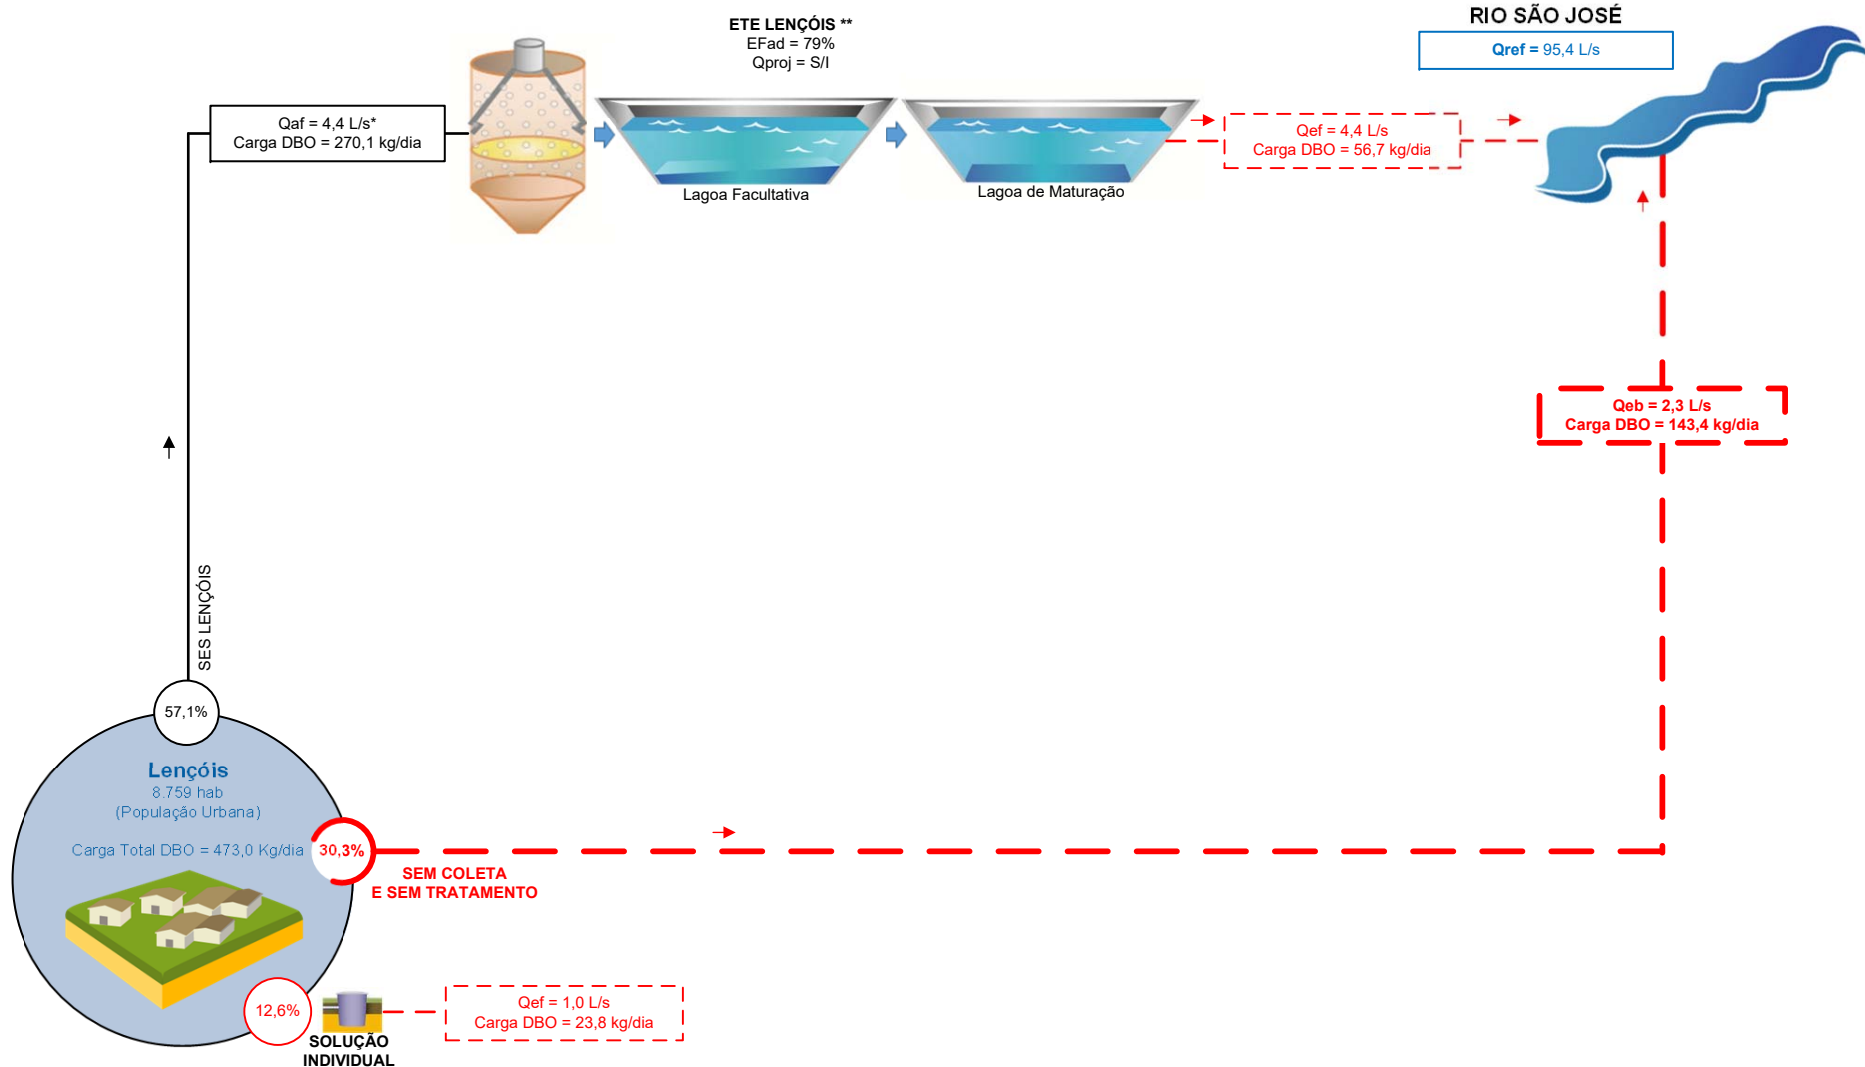 ETE LENÇÓIS **
EFad = 79%
Qproj = S/I
RIO SÃO JOSÉ
Qref = 95,4 L/s
Qaf = 4,4 L/s*
Carga DBO = 270,1 kg/dia
Lagoa Facultativa
Lagoa de Maturação
Qef = 4,4 L/s
Carga DBO = 56,7 kg/dia
Qeb = 2,3 L/s
Carga DBO = 143,4 kg/dia
SES LENÇÓIS
57,1%
Lençóis
8.759 hab
(População Urbana)
Carga Total DBO = 473,0 Kg/dia
30,3%
SEM COLETA
E SEM TRATAMENTO
12,6%
SOLUÇÃO
INDIVIDUAL
Qef = 1,0 L/s
Carga DBO = 23,8 kg/dia